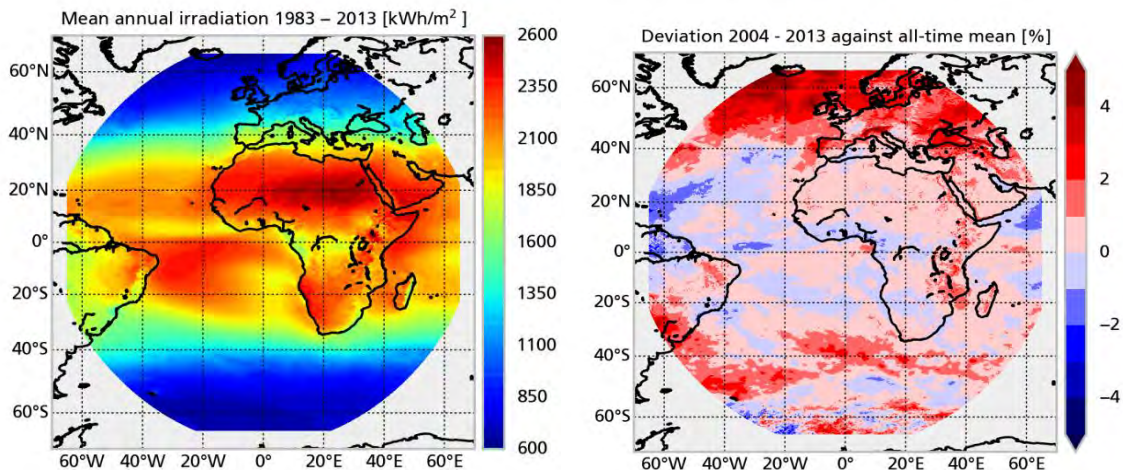 Mean annual irradiation 1983 – 2013 [kWh/m² ]
60°N
40°N
20°N
0°
20°S
40°S
60°S
60°W 40°W 20°W 0° 20°E 40°E 60°E
2600
2350
2100
1850
1600
1350
1100
850
600
Deviation 2004 - 2013 against all-time mean [%]
60°N
40°N
20°N
0°
20°S
40°S
60°S
60°W 40°W 20°W 0° 20°E 40°E 60°E
4
2
0
−2
−4